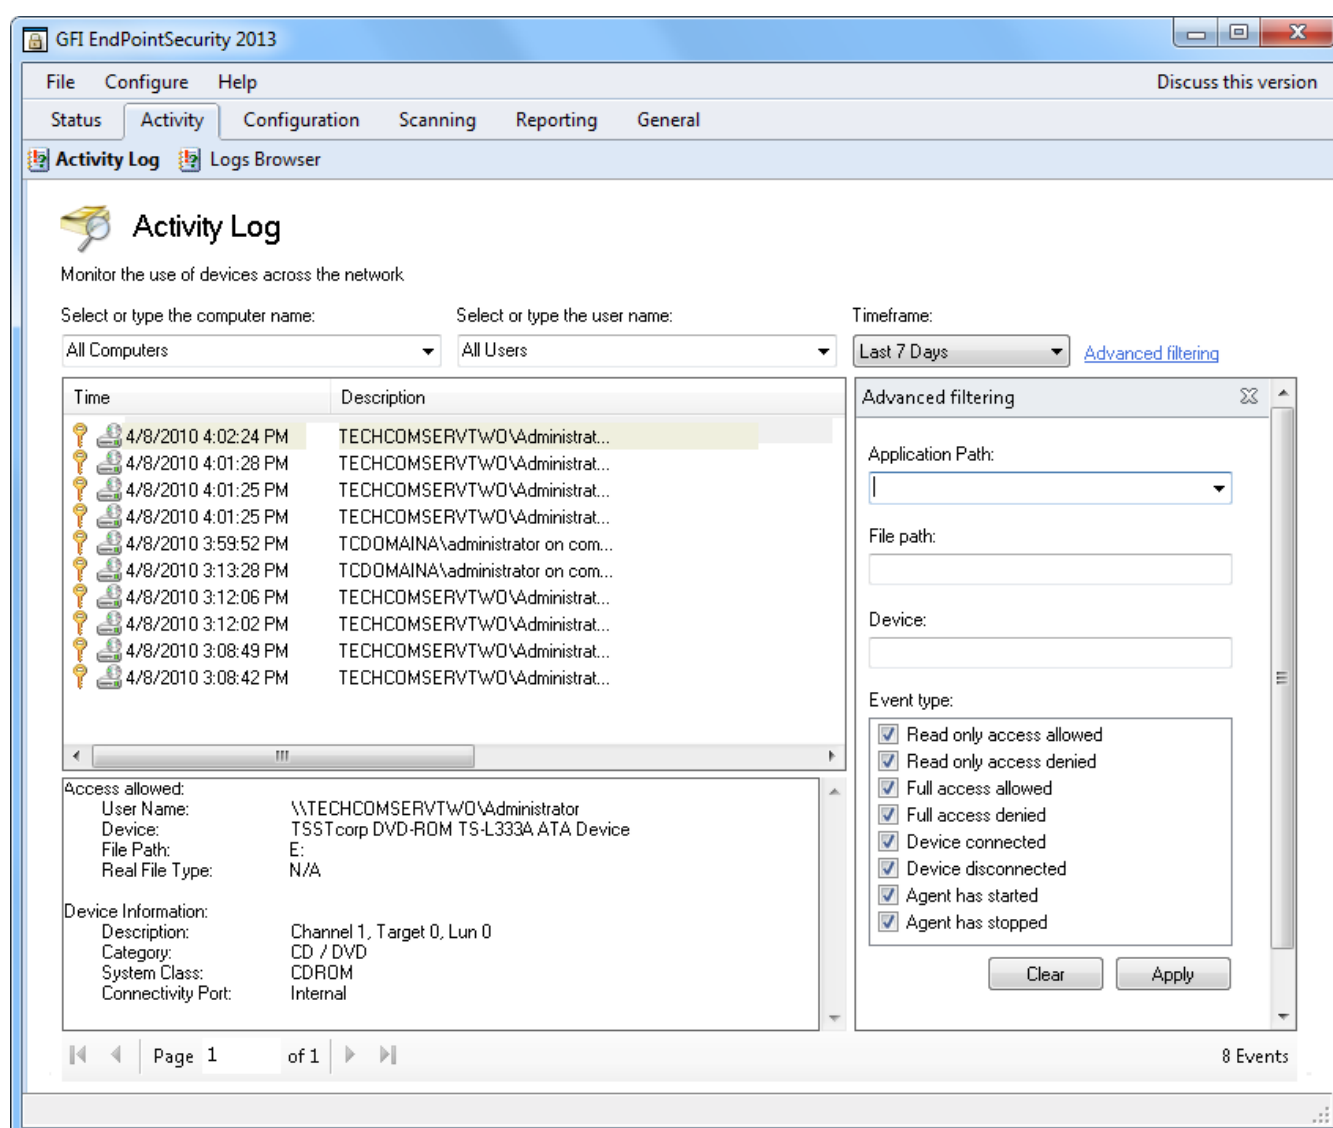 GFI EndPointSecurity 2013
File Configure Help Discuss this version
Status Activity Configuration Scanning Reporting General
Activity Log Logs Browser
Activity Log
Monitor the use of devices across the network
Select or type the computer name: Select or type the user name: Timeframe:
All Computers All Users Last 7 Days Advanced filtering
Time Description
4/8/2010 4:02:24 PM TECHCOMSERVTWO\Administrat...
4/8/2010 4:01:28 PM TECHCOMSERVTWO\Administrat...
4/8/2010 4:01:25 PM TECHCOMSERVTWO\Administrat...
4/8/2010 4:01:25 PM TECHCOMSERVTWO\Administrat...
4/8/2010 3:59:52 PM TCDOMAINA\administrator on com...
4/8/2010 3:13:28 PM TCDOMAINA\administrator on com...
4/8/2010 3:12:06 PM TECHCOMSERVTWO\Administrat...
4/8/2010 3:12:02 PM TECHCOMSERVTWO\Administrat...
4/8/2010 3:08:49 PM TECHCOMSERVTWO\Administrat...
4/8/2010 3:08:42 PM TECHCOMSERVTWO\Administrat...
Access allowed:
User Name: \\TECHCOMSERVTWO\Administrator
Device: TSSTcorp DVD-ROM TS-L333A ATA Device
File Path: E:
Real File Type: N/A
Device Information:
Description: Channel 1, Target 0, Lun 0
Category: CD / DVD
System Class: CDROM
Connectivity Port: Internal
Advanced filtering
Application Path:
File path:
Device:
Event type:
Read only access allowed
Read only access denied
Full access allowed
Full access denied
Device connected
Device disconnected
Agent has started
Agent has stopped
Clear Apply
Page 1 of 1 8 Events